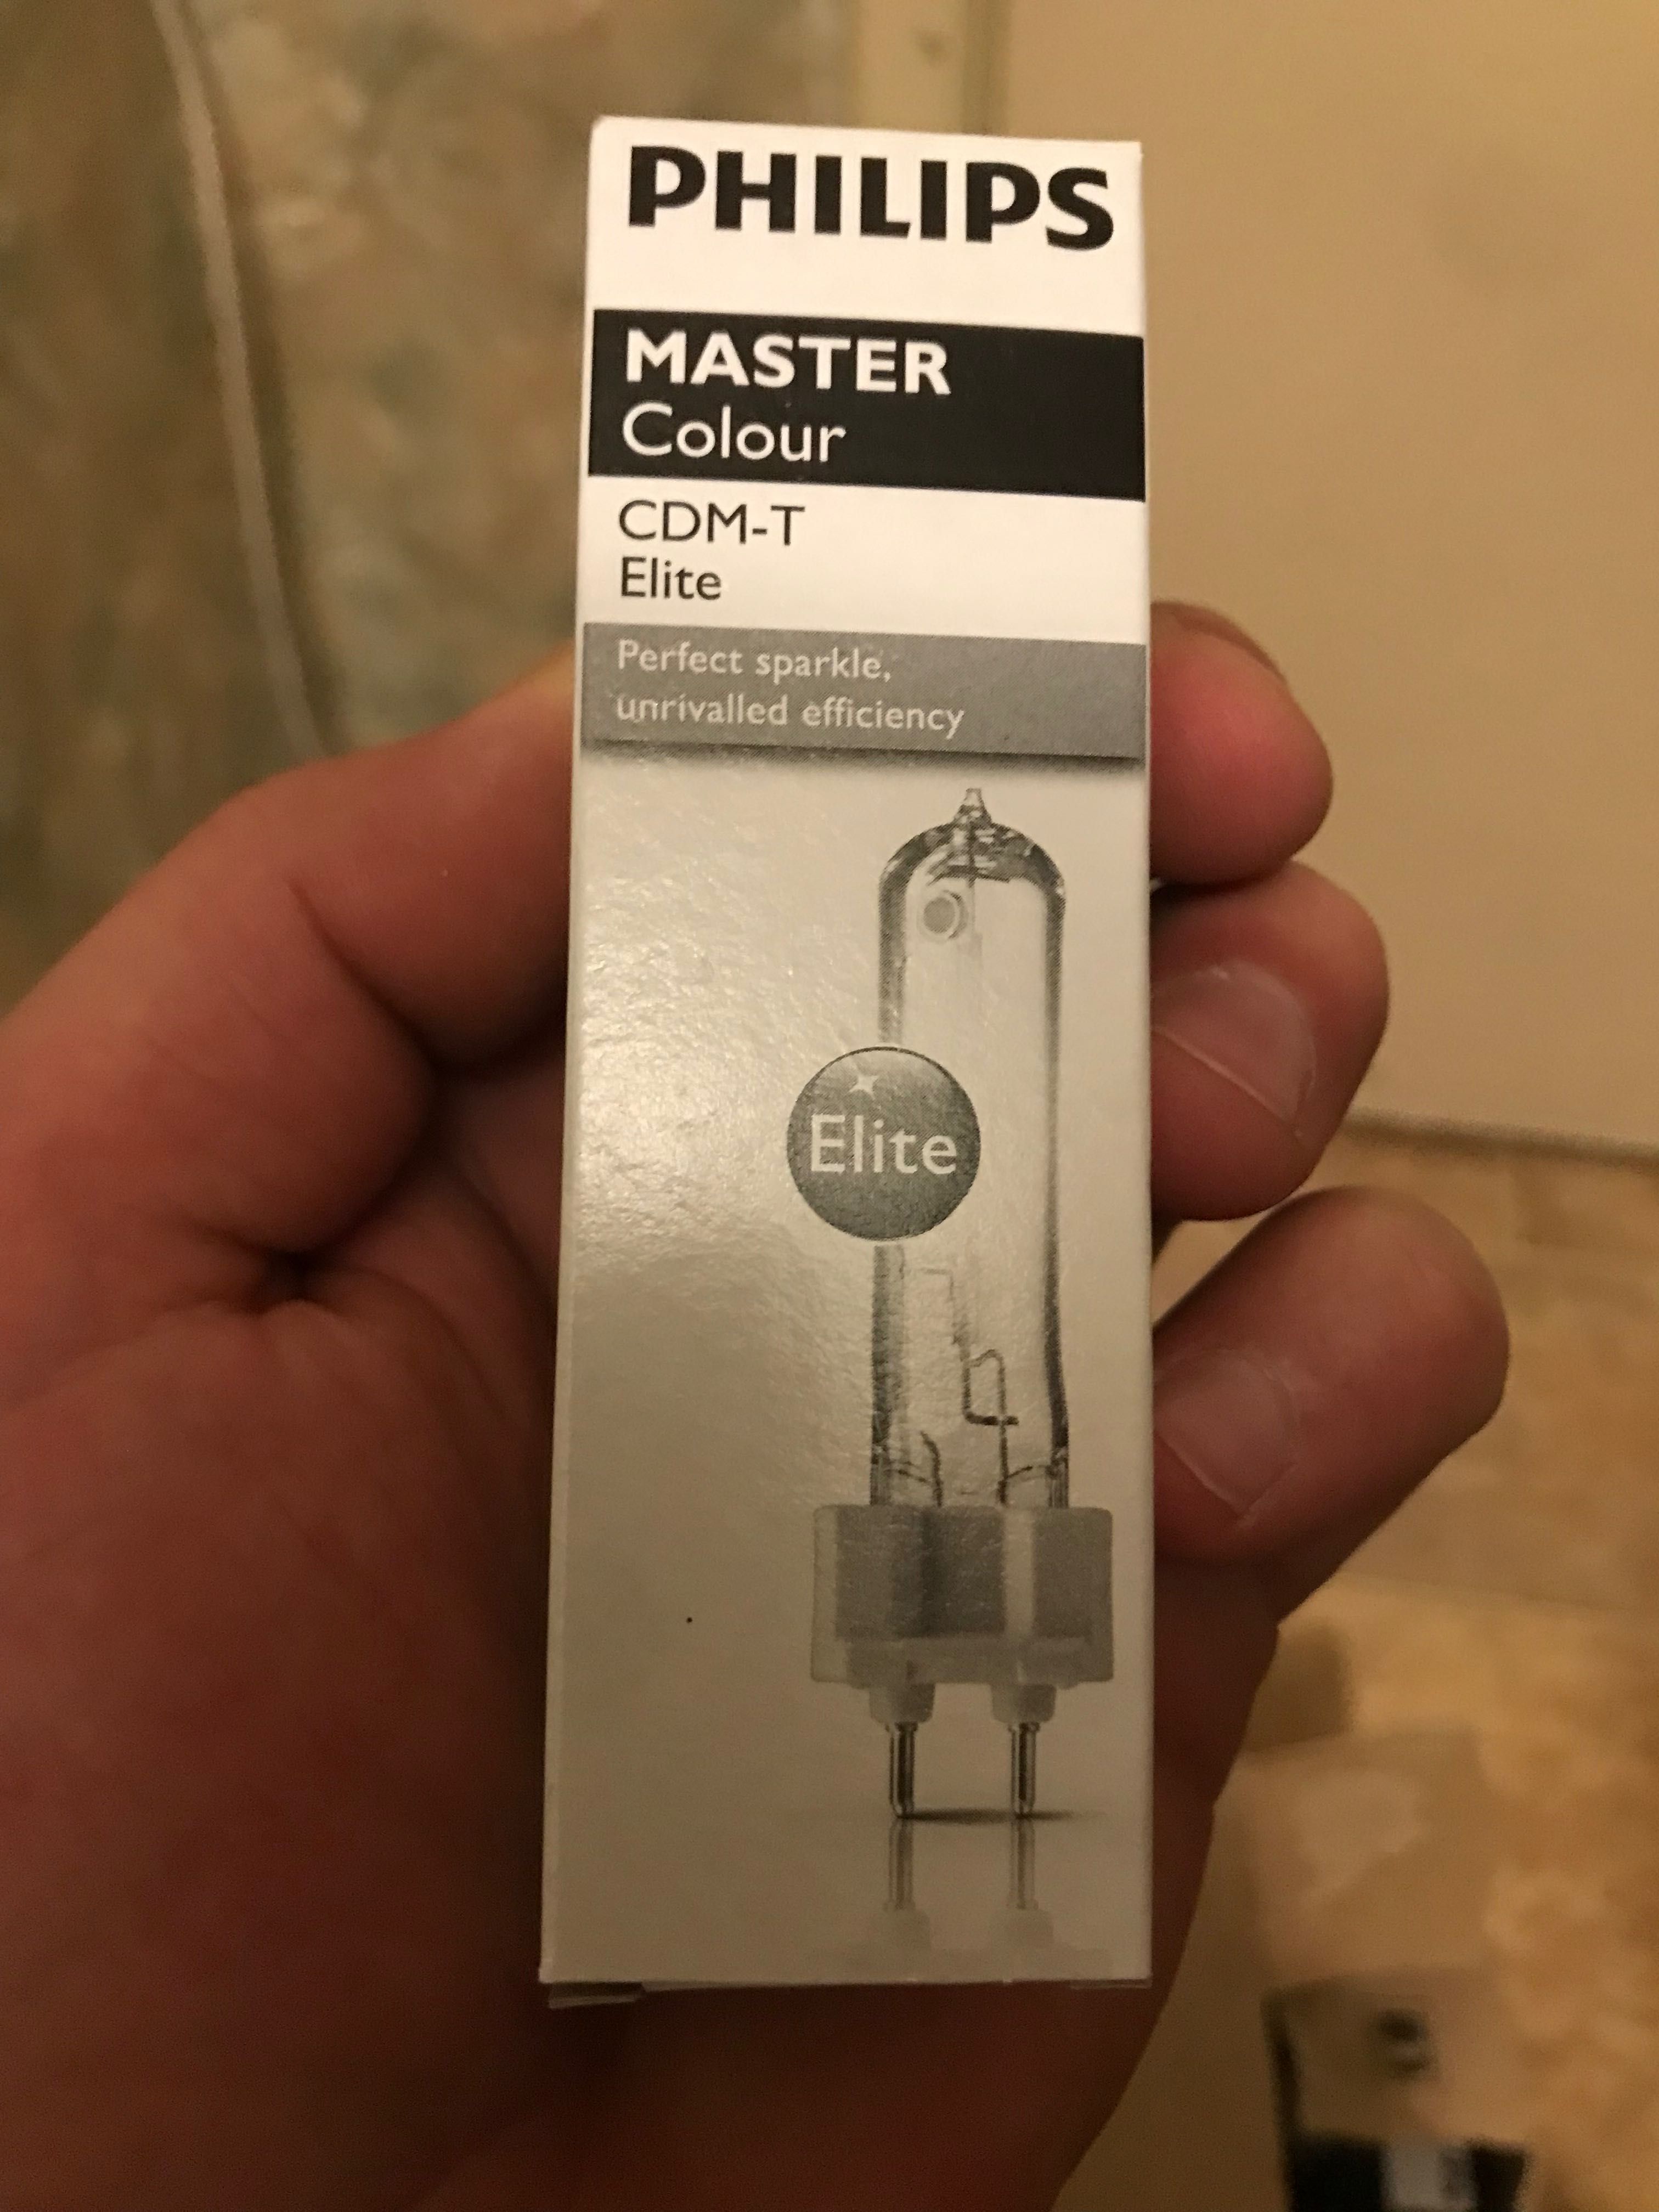 PHILIPS
MASTER
Colour
CDM-T
Elite
Perfect sparkle,
unrivalled efficiency
Elite